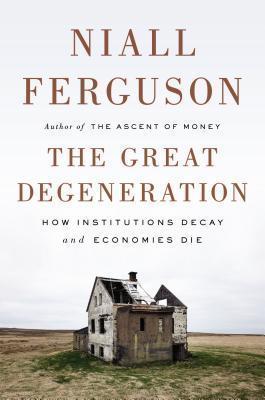 NIALL
FERGUSON
Author of THE ASCENT OF MONEY
THE GREAT
DEGENERATION
HOW INSTITUTIONS DECAY
and ECONOMIES DIE